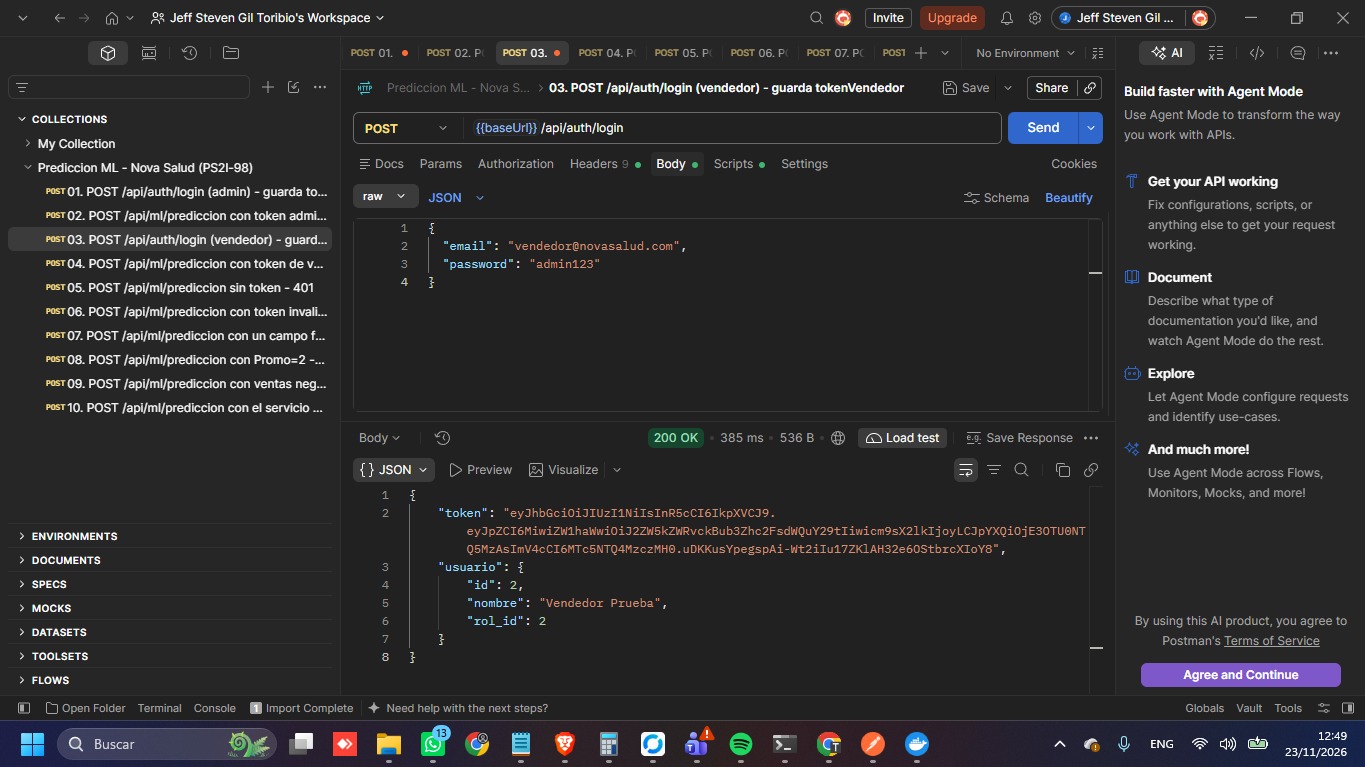 Jeff Steven Gil Toribio's Workspace
Invite
Upgrade
Jeff Steven Gil ...
POST 01.
POST 02. P
POST 03.
POST 04. P
POST 05. P
POST 06. P
POST 07. P
POST
No Environment
AI
Prediccion ML - Nova S... > 03. POST /api/auth/login (vendedor) - guarda tokenVendedor
Save
Share
COLLECTIONS
My Collection
Prediccion ML - Nova Salud (PS2I-98)
POST 01. POST /api/auth/login (admin) - guarda to...
POST 02. POST /api/ml/prediccion con token admi...
POST 03. POST /api/auth/login (vendedor) - guard...
POST 04. POST /api/ml/prediccion con token de v...
POST 05. POST /api/ml/prediccion sin token - 401
POST 06. POST /api/ml/prediccion con token invali...
POST 07. POST /api/ml/prediccion con un campo f...
POST 08. POST /api/ml/prediccion con Promo=2 -...
POST 09. POST /api/ml/prediccion con ventas neg...
POST 10. POST /api/ml/prediccion con el servicio ...
ENVIRONMENTS
DOCUMENTS
SPECS
MOCKS
DATASETS
TOOLSETS
FLOWS
POST
{{baseUrl}} /api/auth/login
Send
Docs Params Authorization Headers 9 Body Scripts Settings Cookies
raw JSON Schema Beautify
1 {
2 "email": "vendedor@novasalud.com",
3 "password": "admin123"
4 }
Body 200 OK 385 ms 536 B Load test e.g. Save Response
{} JSON Preview Visualize
1 {
2 "token": "eyJhbGciOiJIUzI1NiIsInR5cCI6IkpXVCJ9.
3 "usuario": {
4 "id": 2,
5 "nombre": "Vendedor Prueba",
6 "rol_id": 2
7 }
8 }
Build faster with Agent Mode
Use Agent Mode to transform the way
you work with APIs.
Get your API working
Fix configurations, scripts, or
anything else to get your request
working.
Document
Describe what type of
documentation you'd like, and
watch Agent Mode do the rest.
Explore
Let Agent Mode configure requests
and identify use-cases.
And much more!
Use Agent Mode across Flows,
Monitors, Mocks, and more!
By using this AI product, you agree to
Postman's Terms of Service
Agree and Continue
Open Folder Terminal Console 1 Import Complete Need help with the next steps?
Globals Vault Tools
Buscar
13
ENG
12:49
23/11/2026